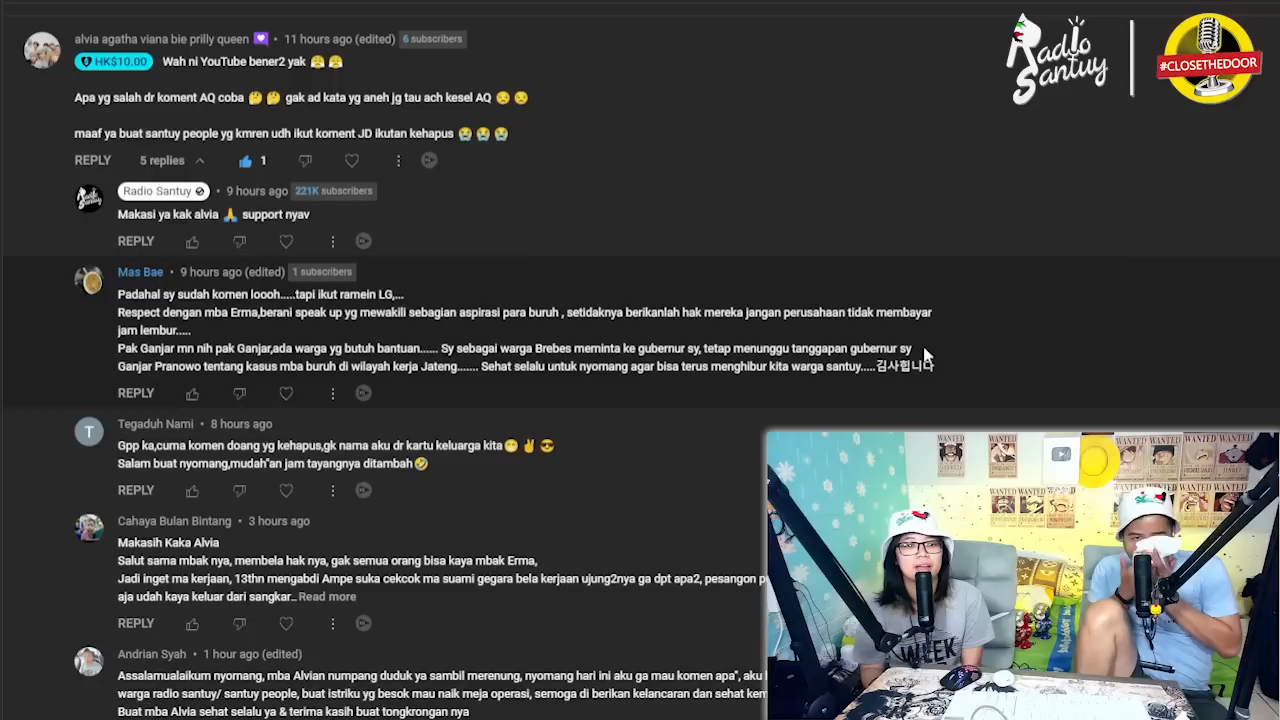 alvia agatha viana bie prilly queen 💟 • 11 hours ago (edited) 6 subscribers
HK$10.00 Wah ni YouTube bener2 yak 😤 😤
Apa yg salah dr koment AQ coba 🤔 🤔 gak ad kata yg aneh jg tau ach kesel AQ 😒 😒
maaf ya buat santuy people yg kmren udh ikut koment JD ikutan kehapus 😭 😭 😭
REPLY 5 replies 1
Radio Santuy • 9 hours ago 221K subscribers
Makasi ya kak alvia 🙏 support nyav
REPLY
Mas Bae • 9 hours ago (edited) 1 subscribers
Padahal sy sudah komen loooh.....tapi ikut ramein LG,...
Respect dengan mba Erma,berani speak up yg mewakili sebagian aspirasi para buruh , setidaknya berikanlah hak mereka jangan perusahaan tidak membayar
jam lembur.....
Pak Ganjar mn nih pak Ganjar,ada warga yg butuh bantuan...... Sy sebagai warga Brebes meminta ke gubernur sy, tetap menunggu tanggapan gubernur sy
Ganjar Pranowo tentang kasus mba buruh di wilayah kerja Jateng....... Sehat selalu untuk nyomang agar bisa terus menghibur kita warga santuy.....김사힙니다
REPLY
T
Tegaduh Nami • 8 hours ago
Gpp ka,cuma komen doang yg kehapus,gk nama aku dr kartu keluarga kita😁 ✌ 😎
Salam buat nyomang,mudah"an jam tayangnya ditambah🤣
REPLY
Cahaya Bulan Bintang • 3 hours ago
Makasih Kaka Alvia
Salut sama mbak nya, membela hak nya, gak semua orang bisa kaya mbak Erma,
Jadi inget ma kerjaan, 13thn mengabdi Ampe suka cekcok ma suami gegara bela kerjaan ujung2nya ga dpt apa2, pesangon p
aja udah kaya keluar dari sangkar... Read more
REPLY
Andrian Syah • 1 hour ago (edited)
Assalamualaikum nyomang, mba Alvian numpang duduk ya sambil merenung, nyomang hari ini aku ga mau komen apa", aku
warga radio santuy/ santuy people, buat istriku yg besok mau naik meja operasi, semoga di berikan kelancaran dan sehat kem
Buat mba Alvia sehat selalu ya & terima kasih buat tongkrongan nya
Radio
Santuy
#CLOSETHEDOOR
WANTED WANTED
WANTED WANTED WANTED
WEEK